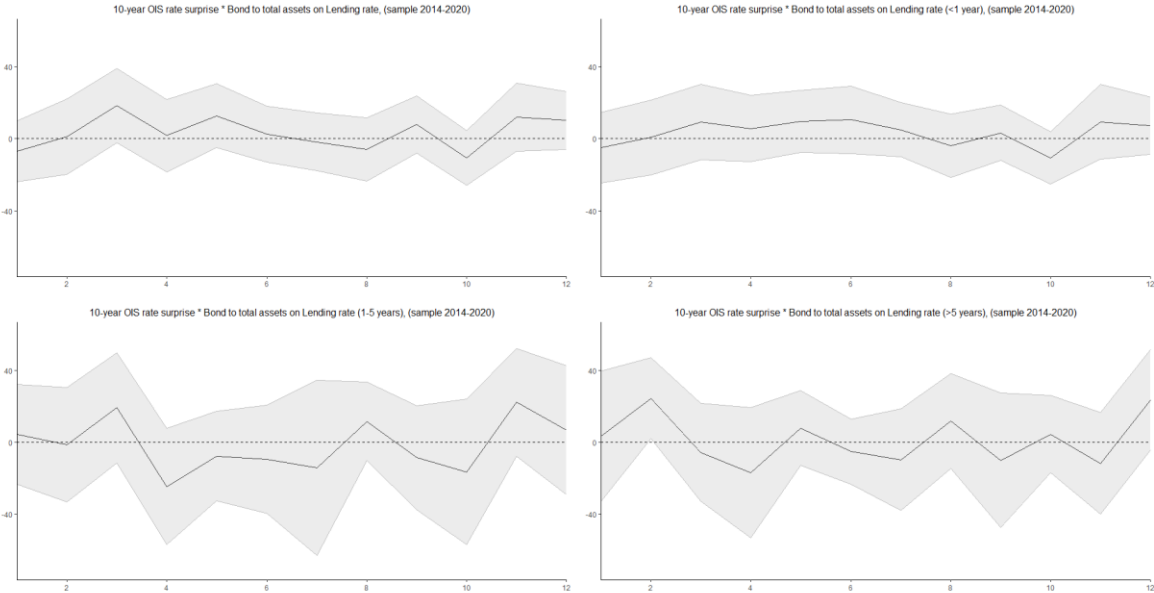 10-year OIS rate surprise * Bond to total assets on Lending rate, (sample 2014-2020)
40
0
-40
2 4 6 8 10 12
10-year OIS rate surprise * Bond to total assets on Lending rate (<1 year), (sample 2014-2020)
40
0
-40
2 4 6 8 10 12
10-year OIS rate surprise * Bond to total assets on Lending rate (1-5 years), (sample 2014-2020)
40
0
-40
2 4 6 8 10 12
10-year OIS rate surprise * Bond to total assets on Lending rate (>5 years), (sample 2014-2020)
40
0
-40
2 4 6 8 10 12